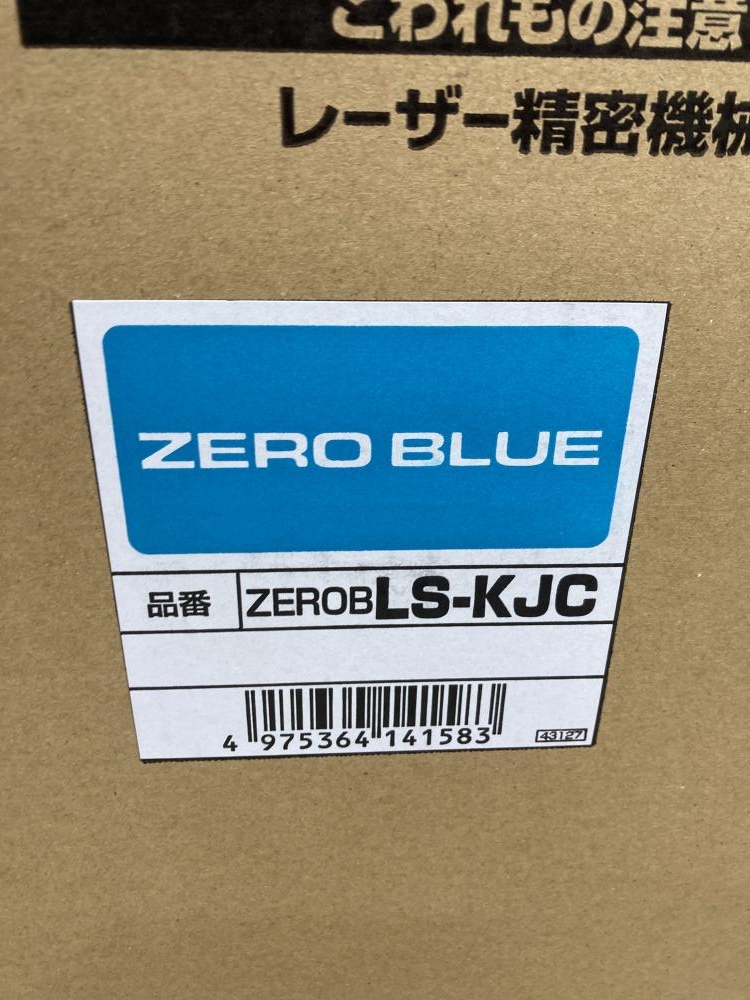 こわれもの注意
レーザー精密機械
ZERO BLUE
品番 ZEROBLS-KJC
4 975364 141583
43127